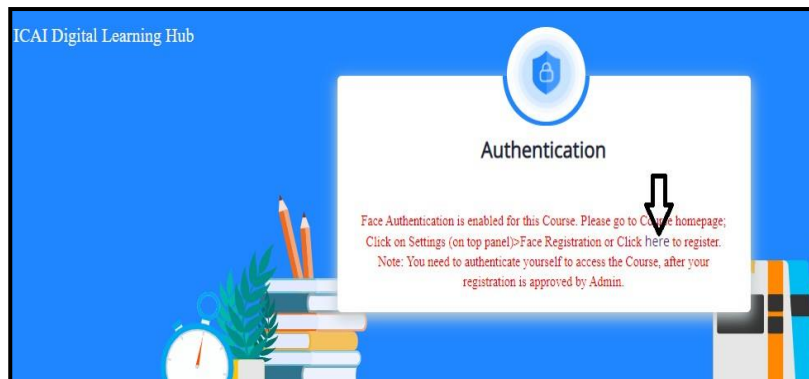 ICAI Digital Learning Hub
Authentication
Face Authentication is enabled for this Course. Please go to Course homepage;
Click on Settings (on top panel)>Face Registration or Click here to register.
Note: You need to authenticate yourself to access the Course, after your
registration is approved by Admin.